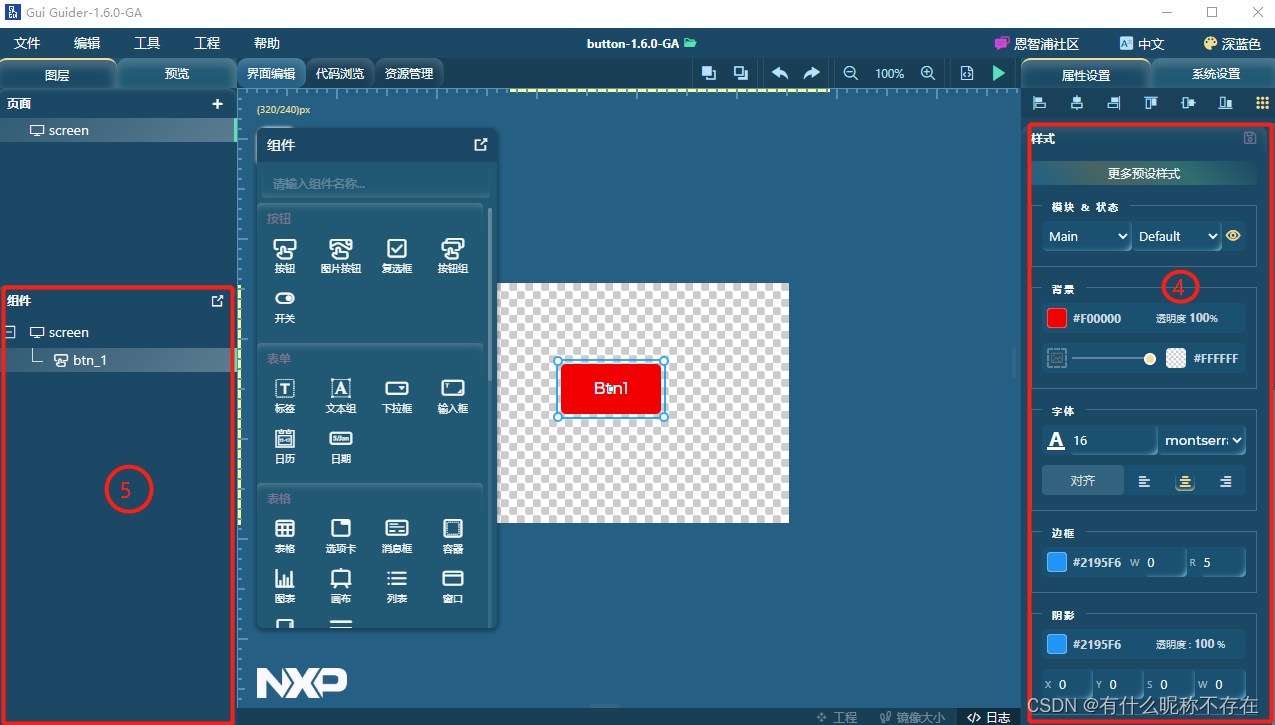 Gui Guider-1.6.0-GA
文件 编辑 工具 工程 帮助 button-1.6.0-GA 恩智浦社区 中文 深蓝色
图层 预览 界面编辑 代码浏览 资源管理 100% 属性设置 系统设置
页面 +
screen
(320/240)px
组件
请输入组件名称...
按钮
按钮 图片按钮 复选框 按钮组
开关
表单
标签 文本组 下拉框 输入框
日历 日期
表格
表格 选项卡 消息框 容器
图表 画布 列表 窗口
组件
screen
btn_1
5
Btn1
NXP
样式
更多预设样式
模块 & 状态
Main Default
背景
4
#F00000 透明度 100%
#FFFFFF
字体
A 16 montserra
对齐
边框
#2195F6 W 0 R 5
阴影
#2195F6 透明度 : 100 %
X 0 Y 0 S 0 W 0
工程 镜像大小 日志
CSDN @有什么昵称不存在